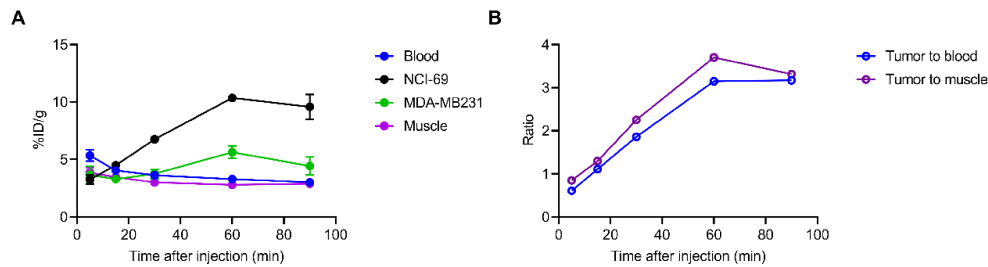 A
%ID/g
15
10
5
0
0 20 40 60 80 100
Time after injection (min)
Blood
NCI-69
MDA-MB231
Muscle
B
Ratio
4
3
2
1
0
0 20 40 60 80 100
Time after injection (min)
Tumor to blood
Tumor to muscle